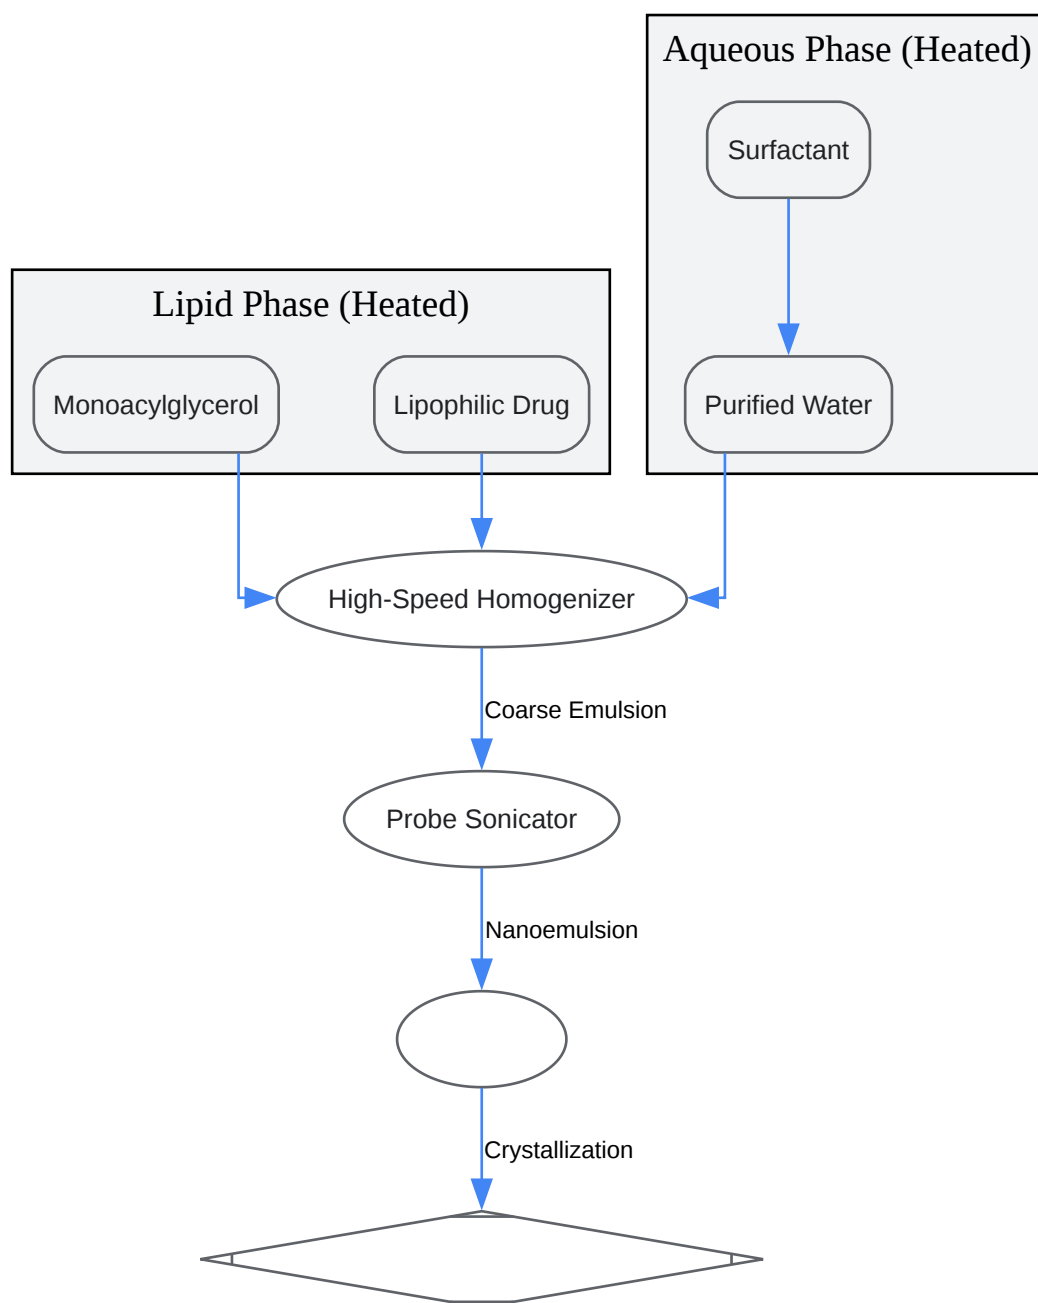 Aqueous Phase (Heated)
Surfactant
Lipid Phase (Heated)
Monoacylglycerol
Lipophilic Drug
Purified Water
High-Speed Homogenizer
Coarse Emulsion
Probe Sonicator
Nanoemulsion
Crystallization